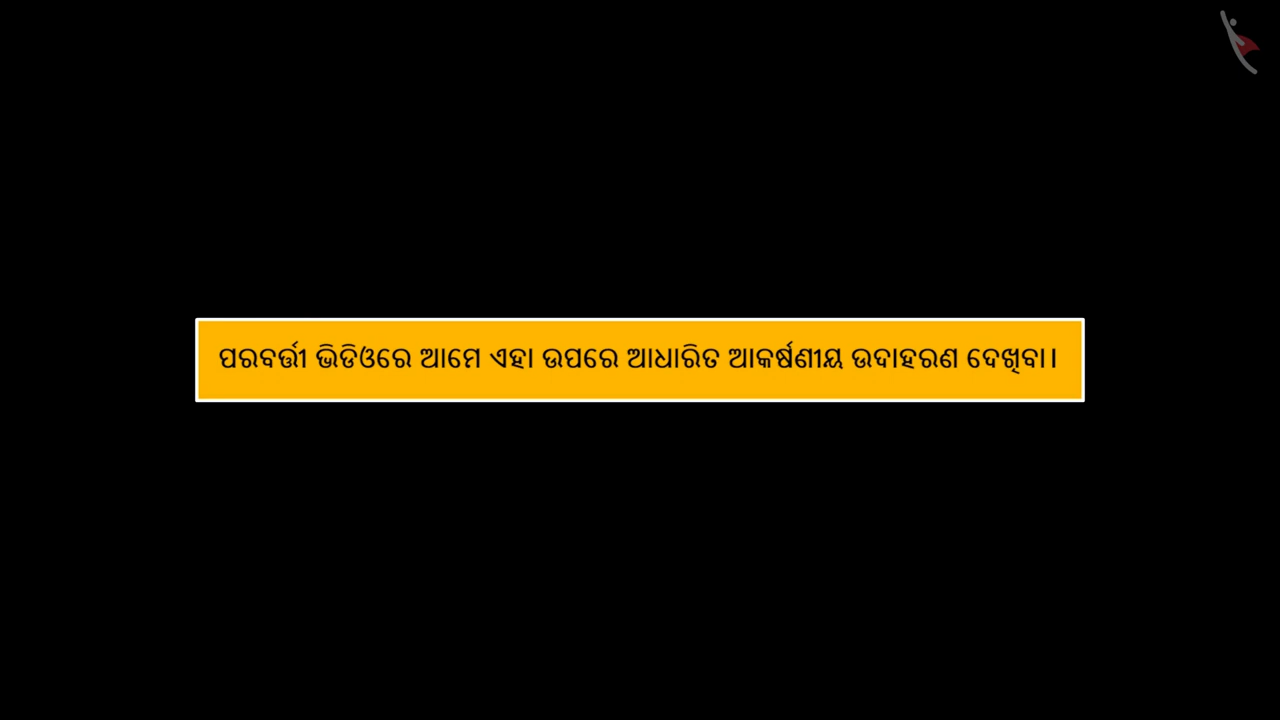 ପରବର୍ତ୍ତୀ ଭିଡିଓରେ ଆମେ ଏହା ଉପରେ ଆଧାରିତ ଆକର୍ଷଣୀୟ ଉଦାହରଣ ଦେଖିବା।